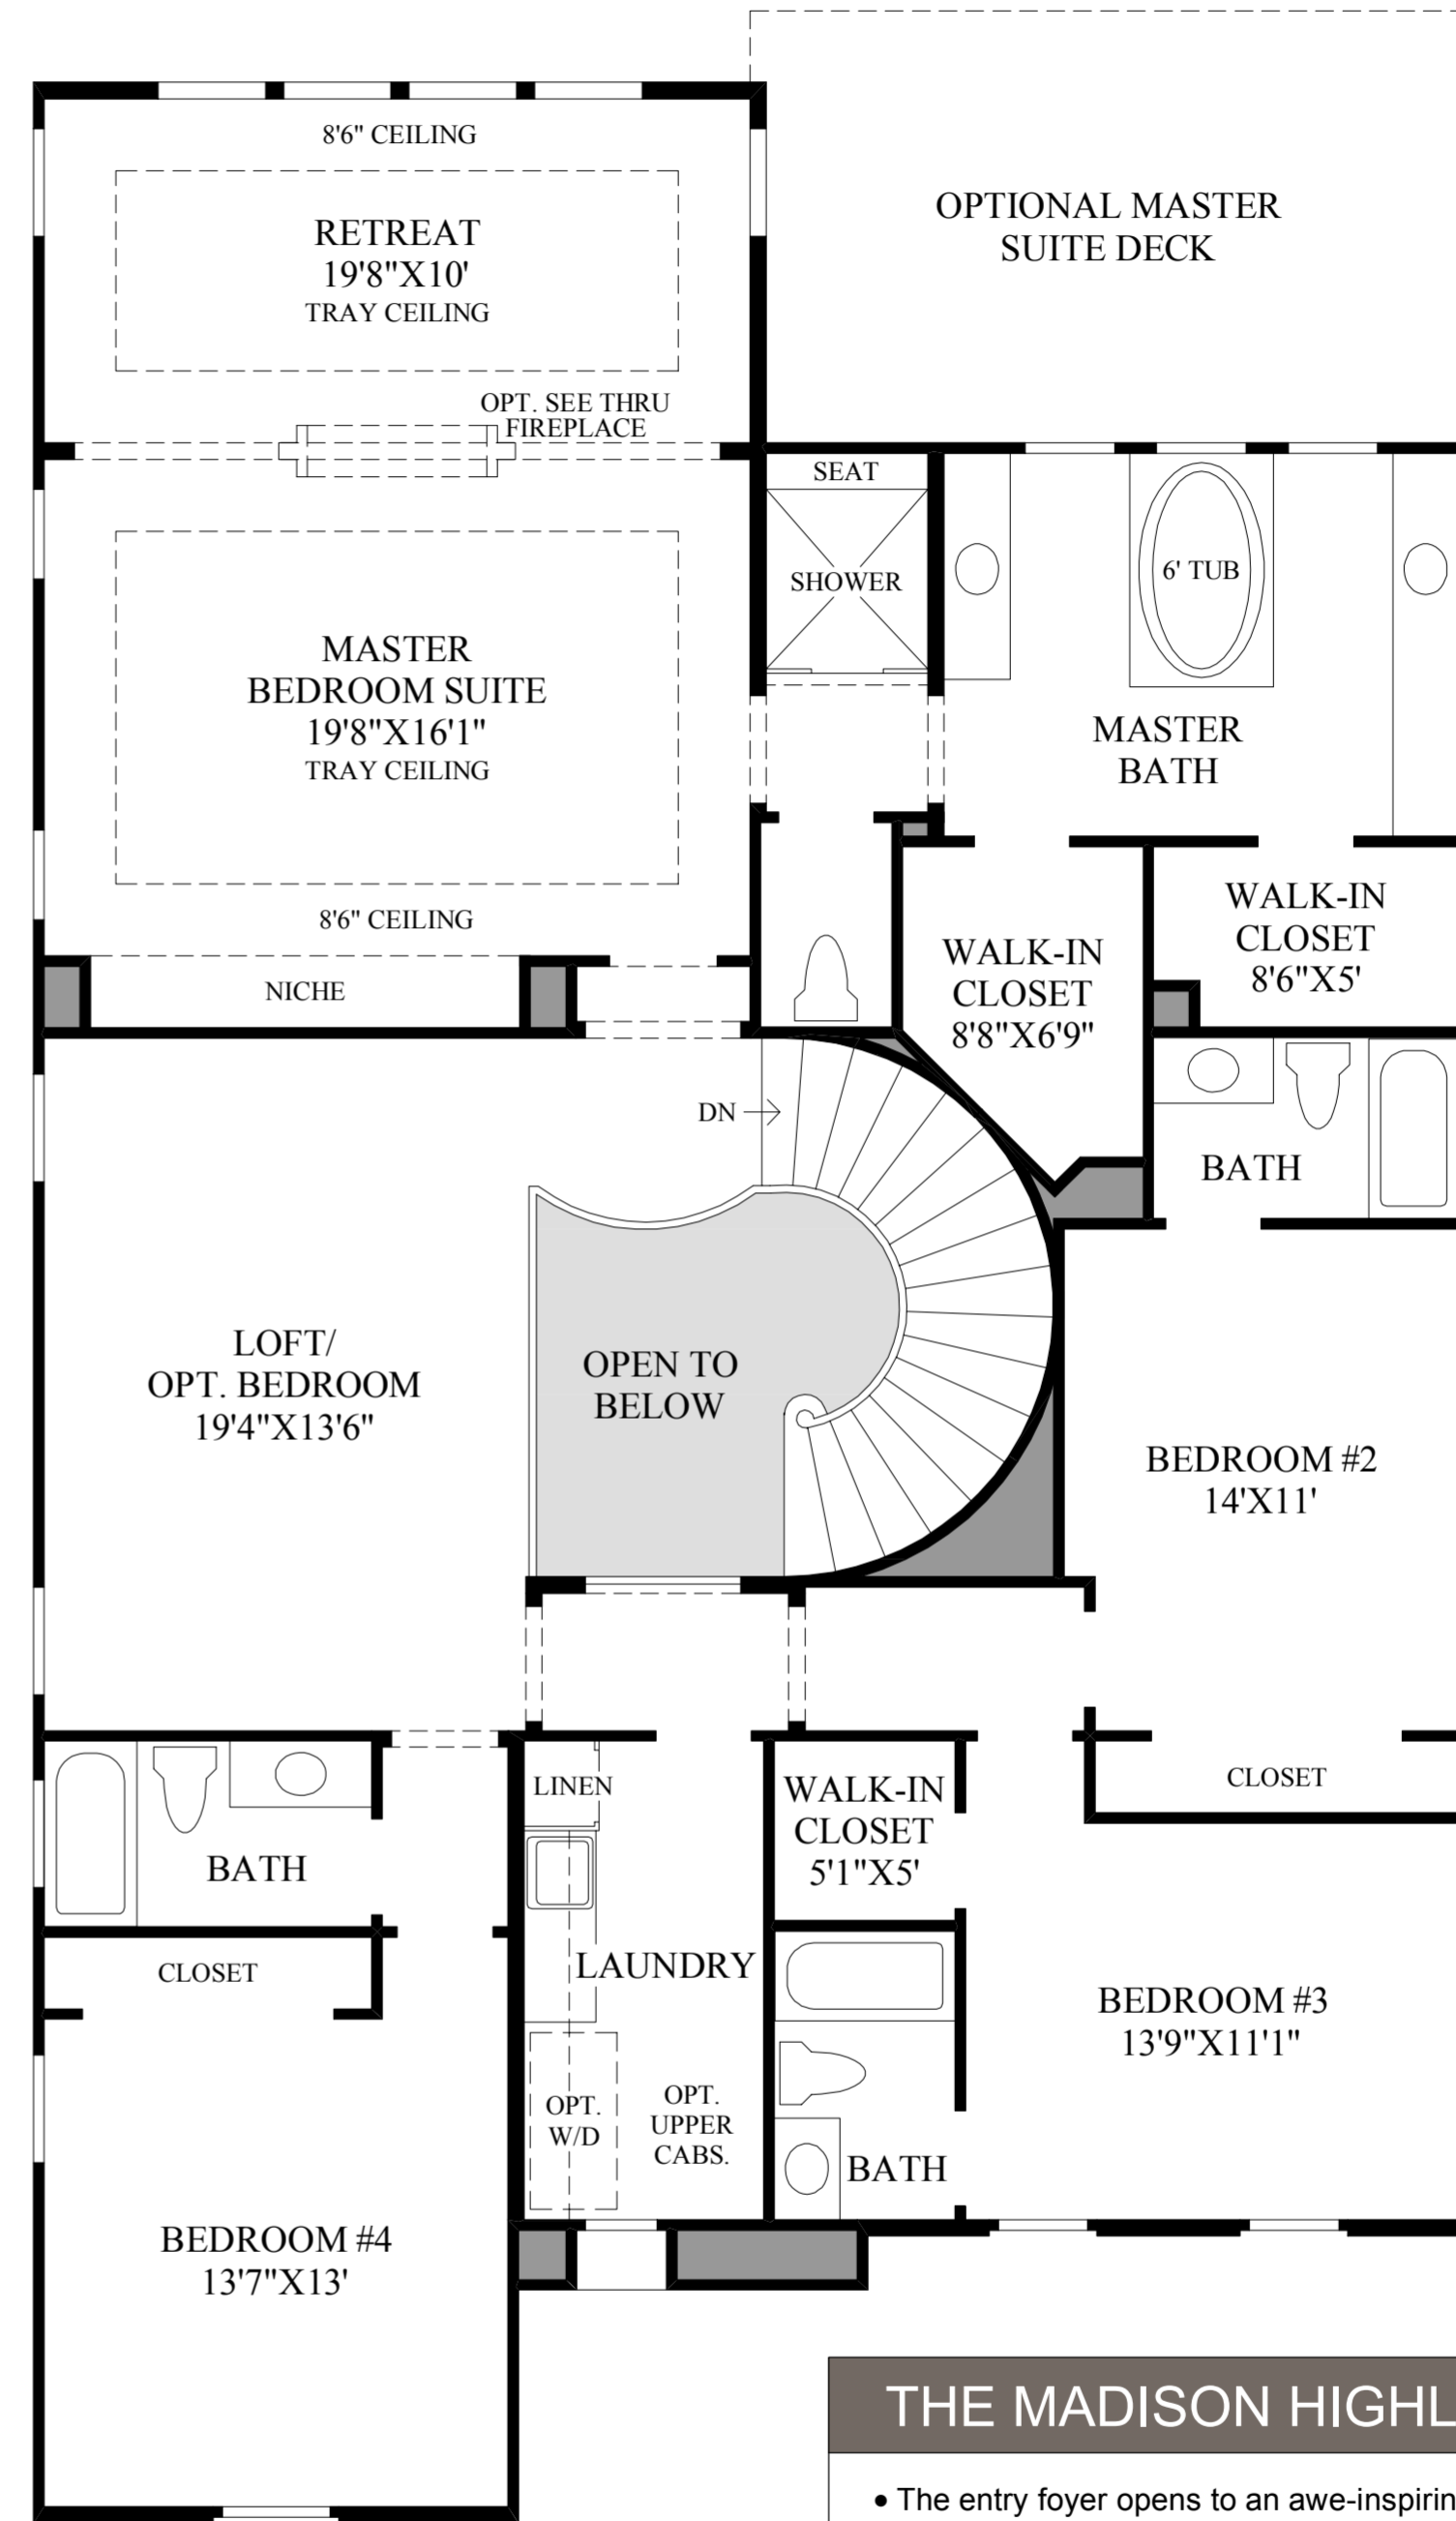 8'6" CEILING
RETREAT
19'8"X10'
TRAY CEILING
OPTIONAL MASTER
SUITE DECK
OPT. SEE THRU
FIREPLACE
SEAT
SHOWER
6' TUB
MASTER
BEDROOM SUITE
19'8"X16'1"
TRAY CEILING
MASTER
BATH
8'6" CEILING
NICHE
WALK-IN
CLOSET
8'8"X6'9"
WALK-IN
CLOSET
8'6"X5'
DN
BATH
LOFT/
OPT. BEDROOM
19'4"X13'6"
OPEN TO
BELOW
BEDROOM #2
14'X11'
LINEN
WALK-IN
CLOSET
5'1"X5'
CLOSET
BATH
CLOSET
LAUNDRY
BEDROOM #3
13'9"X11'1"
OPT.
W/D
OPT.
UPPER
CABS.
BATH
BEDROOM #4
13'7"X13'
THE MADISON HIGHL
• The entry foyer opens to an awe-inspirin